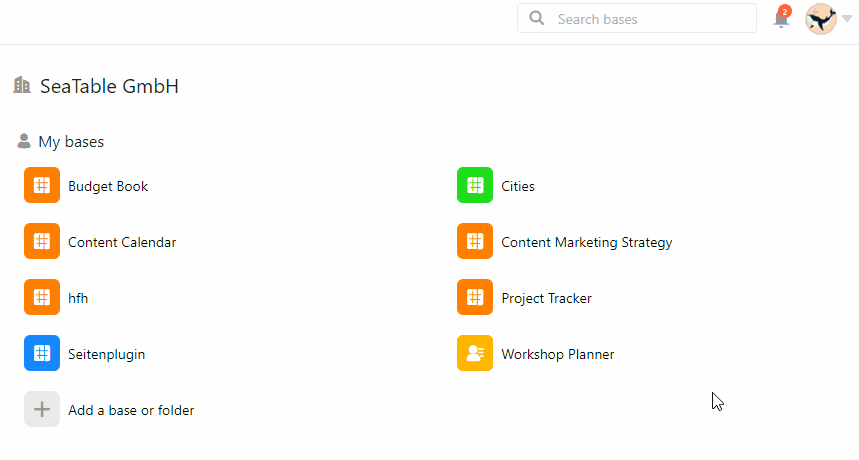 Search bases
2
SeaTable GmbH
My bases
Budget Book
Cities
Content Calendar
Content Marketing Strategy
hfh
Project Tracker
Seitenplugin
Workshop Planner
Add a base or folder